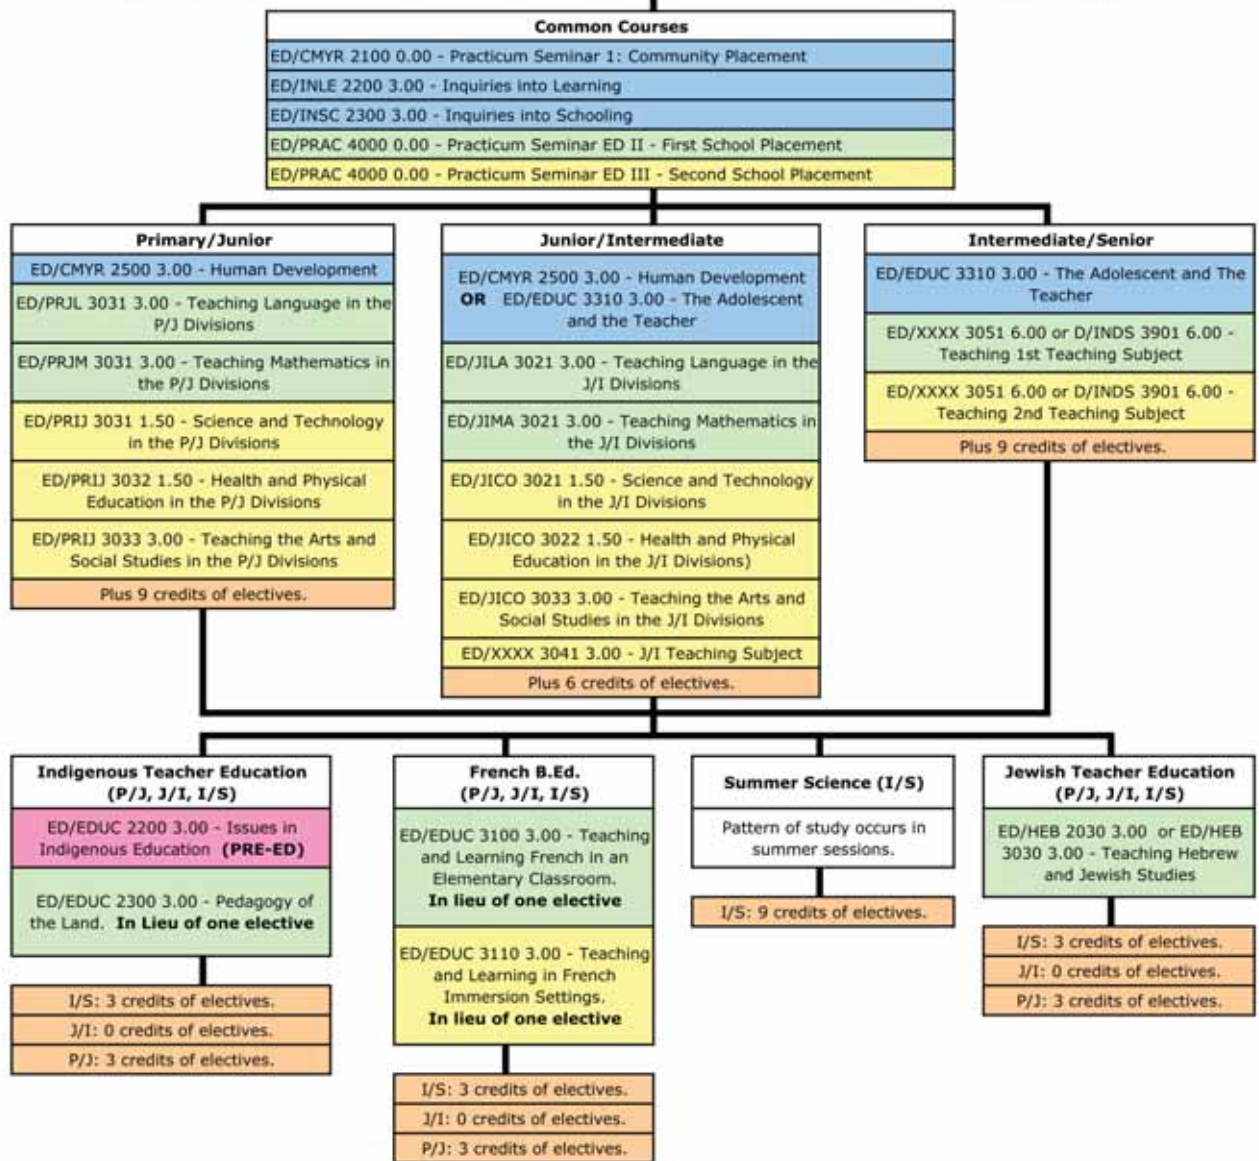 Common Courses
ED/CMYR 2100 0.00 - Practicum Seminar 1: Community Placement
ED/INLE 2200 3.00 - Inquiries into Learning
ED/INSC 2300 3.00 - Inquiries into Schooling
ED/PRAC 4000 0.00 - Practicum Seminar ED II - First School Placement
ED/PRAC 4000 0.00 - Practicum Seminar ED III - Second School Placement
Primary/Junior
ED/CMYR 2500 3.00 - Human Development
ED/PRJL 3031 3.00 - Teaching Language in the
P/J Divisions
ED/PRJM 3031 3.00 - Teaching Mathematics in
the P/J Divisions
ED/PRIJ 3031 1.50 - Science and Technology
in the P/J Divisions
ED/PRIJ 3032 1.50 - Health and Physical
Education in the P/J Divisions
ED/PRIJ 3033 3.00 - Teaching the Arts and
Social Studies in the P/J Divisions
Plus 9 credits of electives.
Junior/Intermediate
ED/CMYR 2500 3.00 - Human Development
OR ED/EDUC 3310 3.00 - The Adolescent
and the Teacher
ED/JILA 3021 3.00 - Teaching Language in the
J/I Divisions
ED/JIMA 3021 3.00 - Teaching Mathematics in
the J/I Divisions
ED/JICO 3021 1.50 - Science and Technology
in the J/I Divisions
ED/JICO 3022 1.50 - Health and Physical
Education in the J/I Divisions)
ED/JICO 3033 3.00 - Teaching the Arts and
Social Studies in the J/I Divisions
ED/XXXX 3041 3.00 - J/I Teaching Subject
Plus 6 credits of electives.
Intermediate/Senior
ED/EDUC 3310 3.00 - The Adolescent and The
Teacher
ED/XXXX 3051 6.00 or D/INDS 3901 6.00 -
Teaching 1st Teaching Subject
ED/XXXX 3051 6.00 or D/INDS 3901 6.00 -
Teaching 2nd Teaching Subject
Plus 9 credits of electives.
Indigenous Teacher Education
(P/J, J/I, I/S)
ED/EDUC 2200 3.00 - Issues in
Indigenous Education (PRE-ED)
ED/EDUC 2300 3.00 - Pedagogy of
the Land. In Lieu of one elective
I/S: 3 credits of electives.
J/I: 0 credits of electives.
P/J: 3 credits of electives.
French B.Ed.
(P/J, J/I, I/S)
ED/EDUC 3100 3.00 - Teaching
and Learning French in an
Elementary Classroom.
In lieu of one elective
ED/EDUC 3110 3.00 - Teaching
and Learning in French
Immersion Settings.
In lieu of one elective
I/S: 3 credits of electives.
J/I: 0 credits of electives.
P/J: 3 credits of electives.
Summer Science (I/S)
Pattern of study occurs in
summer sessions.
I/S: 9 credits of electives.
Jewish Teacher Education
(P/J, J/I, I/S)
ED/HEB 2030 3.00 or ED/HEB
3030 3.00 - Teaching Hebrew
and Jewish Studies
I/S: 3 credits of electives.
J/I: 0 credits of electives.
P/J: 3 credits of electives.